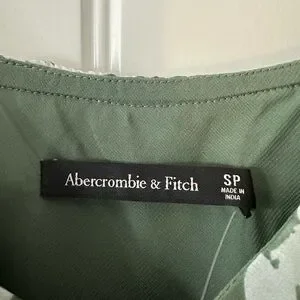 Abercrombie & Fitch
SP
MADE IN
INDIA